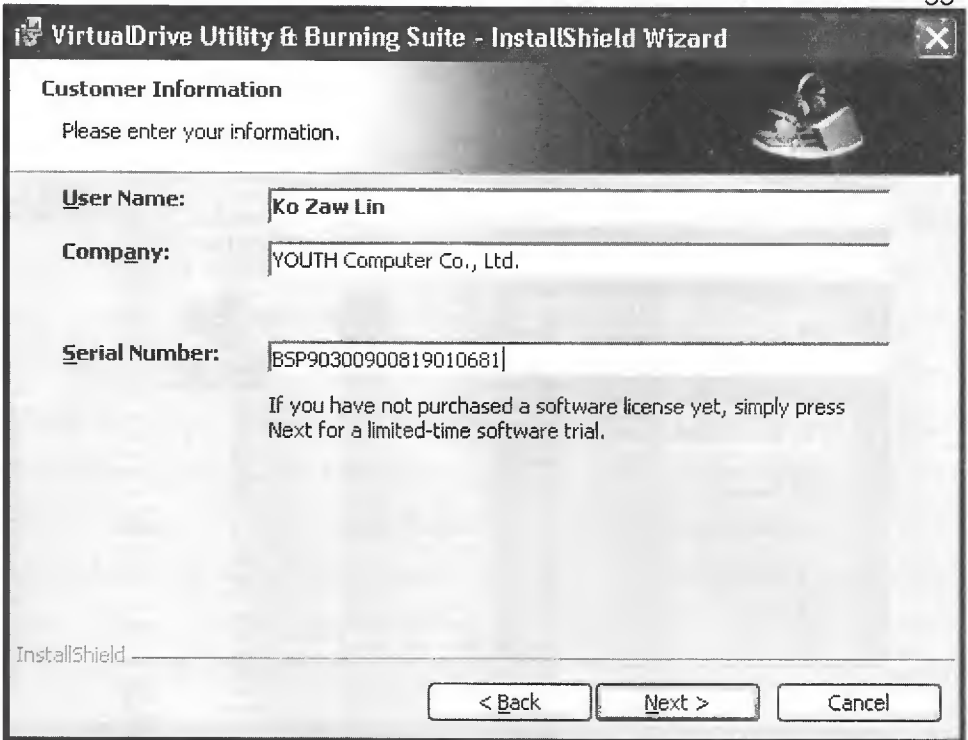 VirtualDrive Utility & Burning Suite - InstallShield Wizard
Customer Information
Please enter your information.
User Name:
Ko Zaw Lin
Company:
YOUTH Computer Co., Ltd.
Serial Number:
BSP90300900819010681
If you have not purchased a software license yet, simply press
Next for a limited-time software trial.
InstallShield
< Back
Next >
Cancel